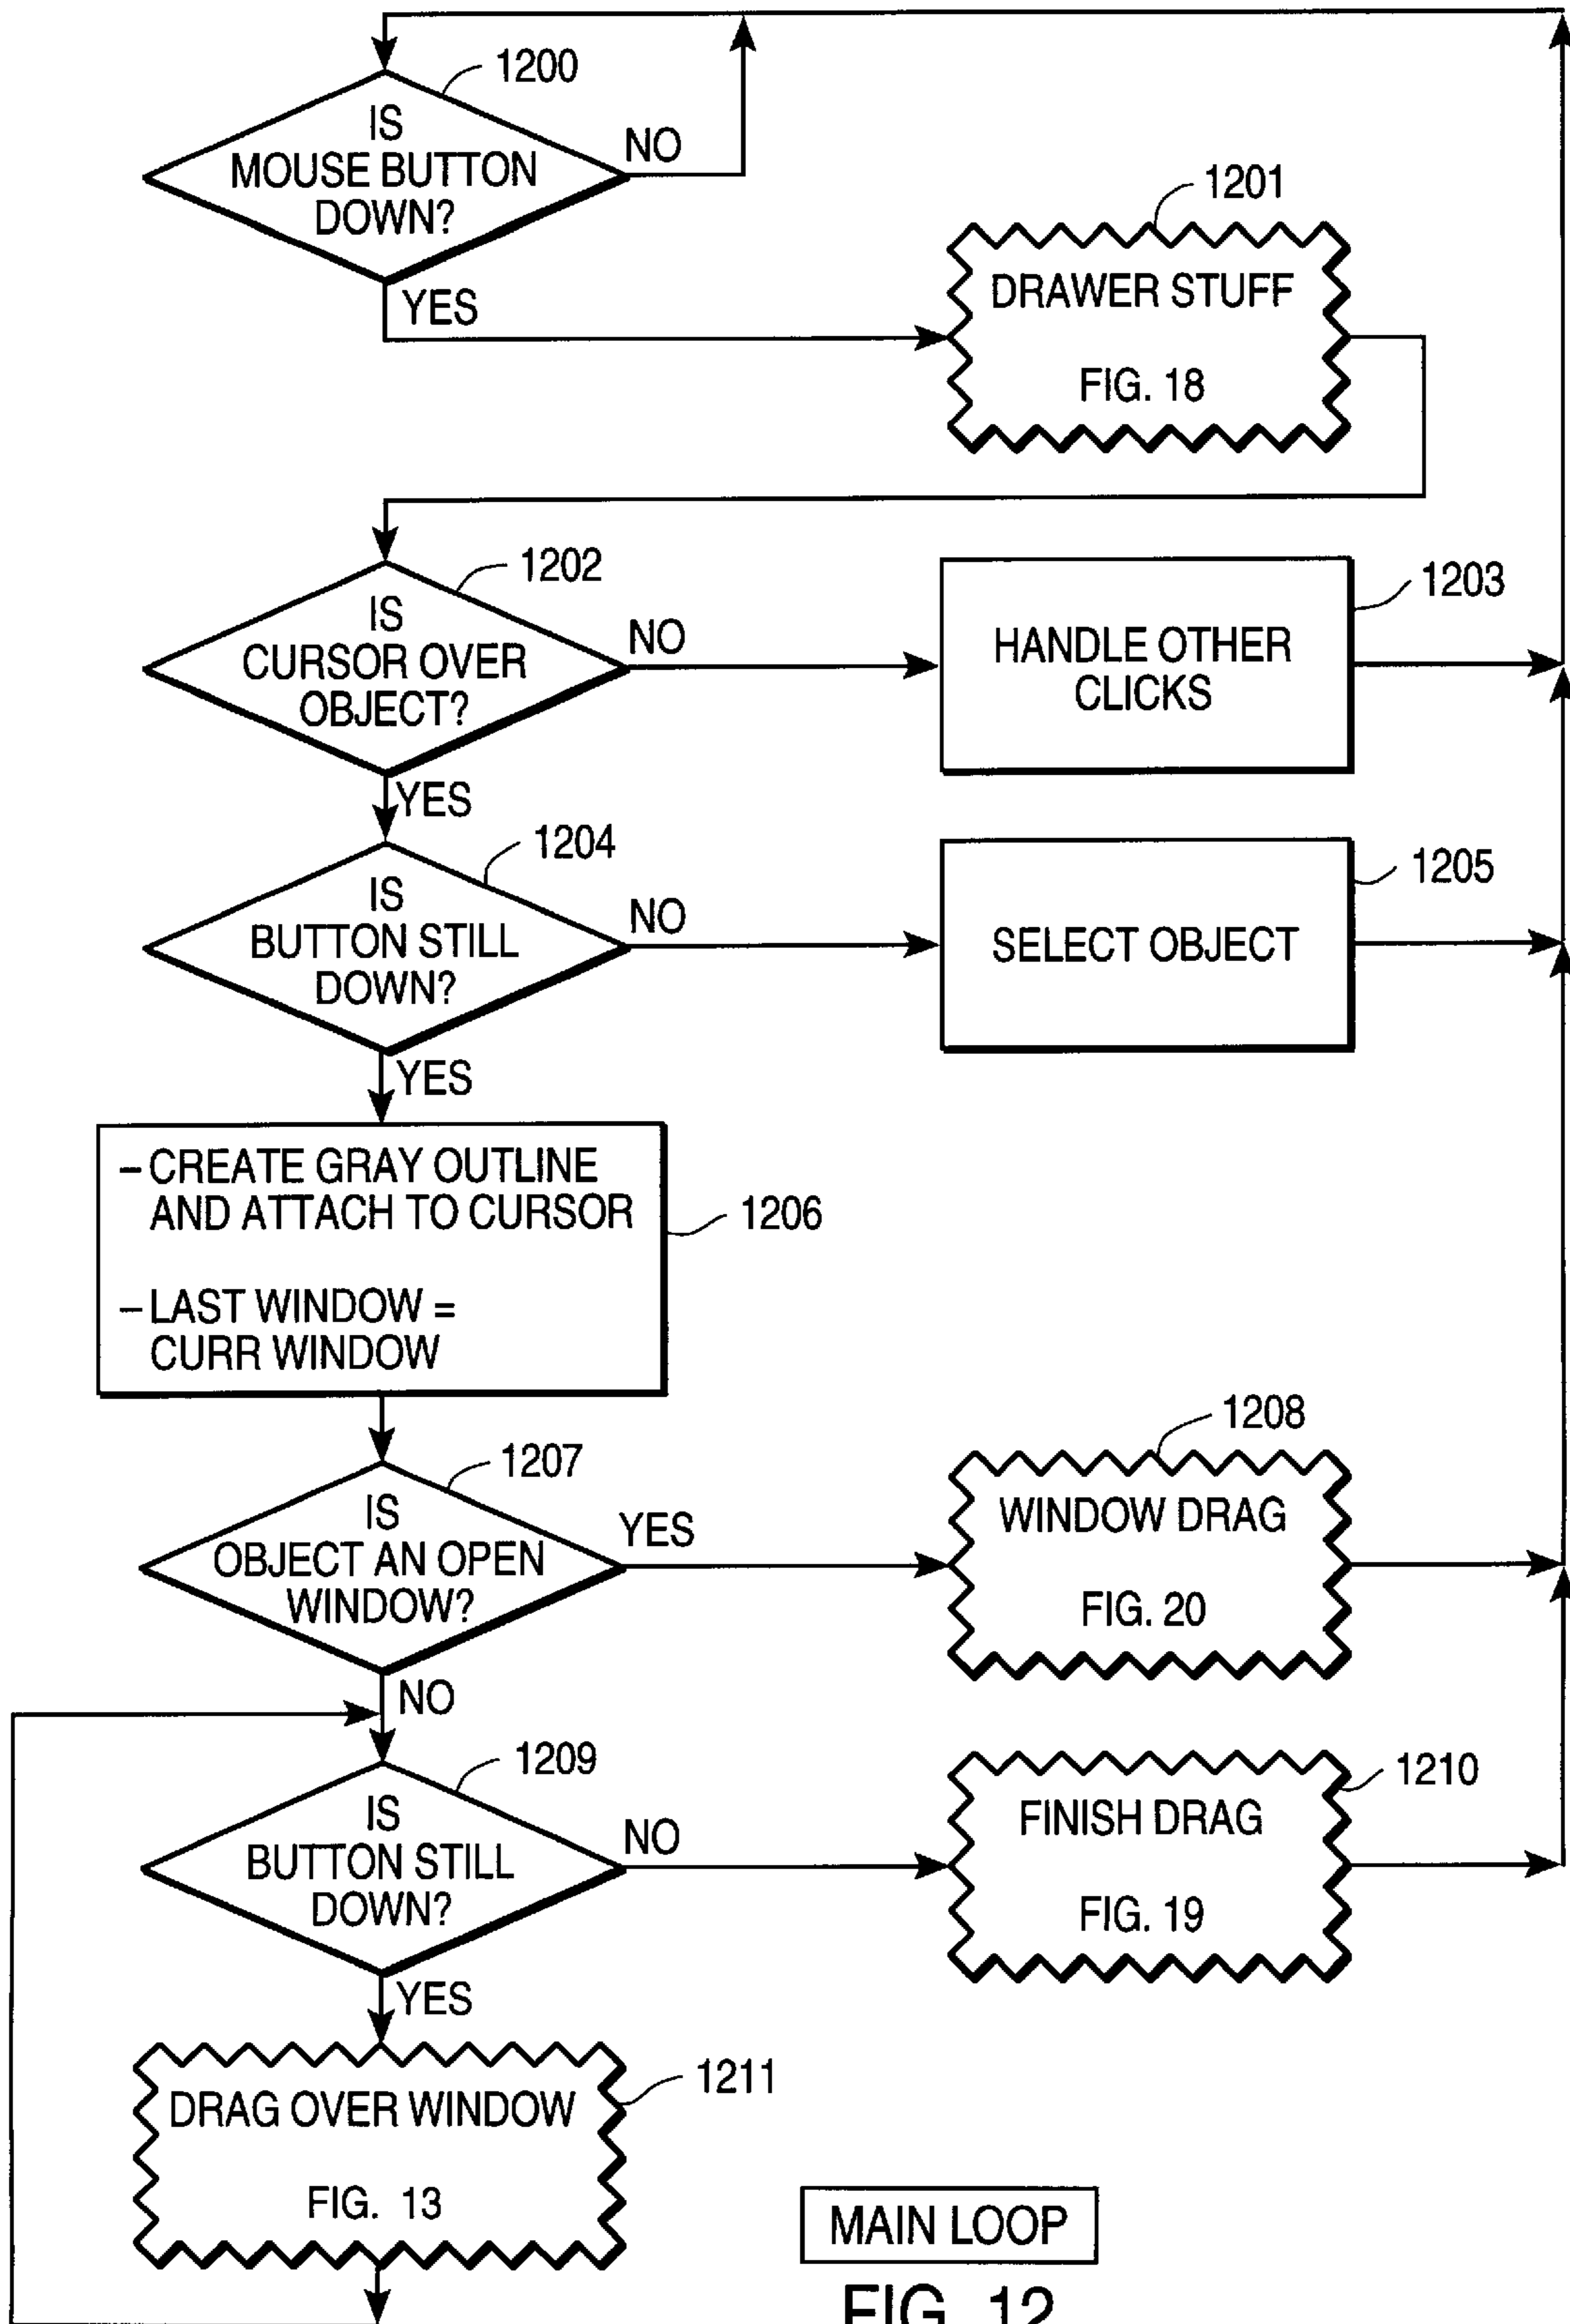 1200
IS
MOUSE BUTTON
DOWN?
NO
YES
1201
DRAWER STUFF
FIG. 18
1202
IS
CURSOR OVER
OBJECT?
NO
YES
1203
HANDLE OTHER
CLICKS
1204
IS
BUTTON STILL
DOWN?
NO
YES
1205
SELECT OBJECT
– CREATE GRAY OUTLINE
AND ATTACH TO CURSOR
– LAST WINDOW =
CURR WINDOW
1206
1207
IS
OBJECT AN OPEN
WINDOW?
YES
NO
1208
WINDOW DRAG
FIG. 20
1209
IS
BUTTON STILL
DOWN?
NO
YES
1210
FINISH DRAG
FIG. 19
1211
DRAG OVER WINDOW
FIG. 13
MAIN LOOP
FIG. 12